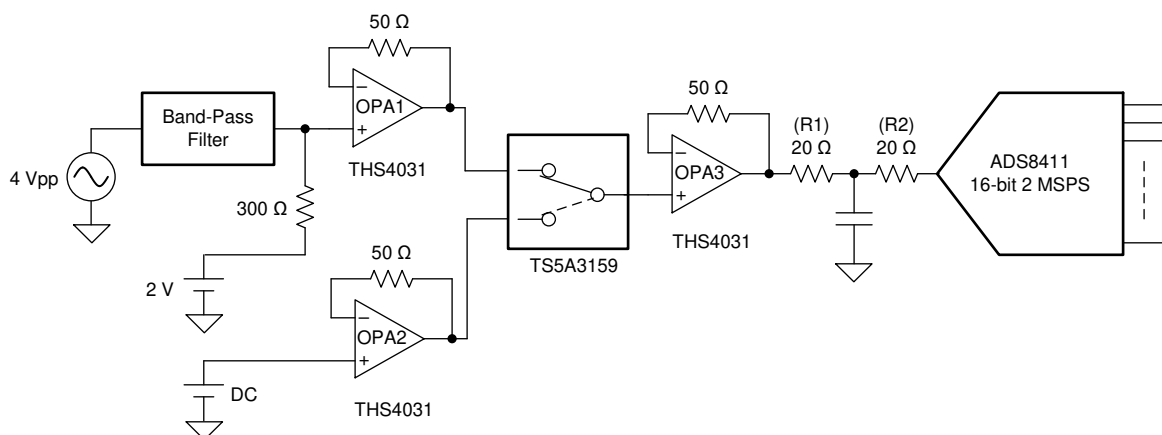 50 Ω
Band-Pass
Filter
−
OPA1
+
THS4031
4 Vpp
300 Ω
2 V
50 Ω
−
OPA2
+
THS4031
DC
TS5A3159
50 Ω
−
OPA3
+
THS4031
(R1)
20 Ω
(R2)
20 Ω
ADS8411
16-bit 2 MSPS